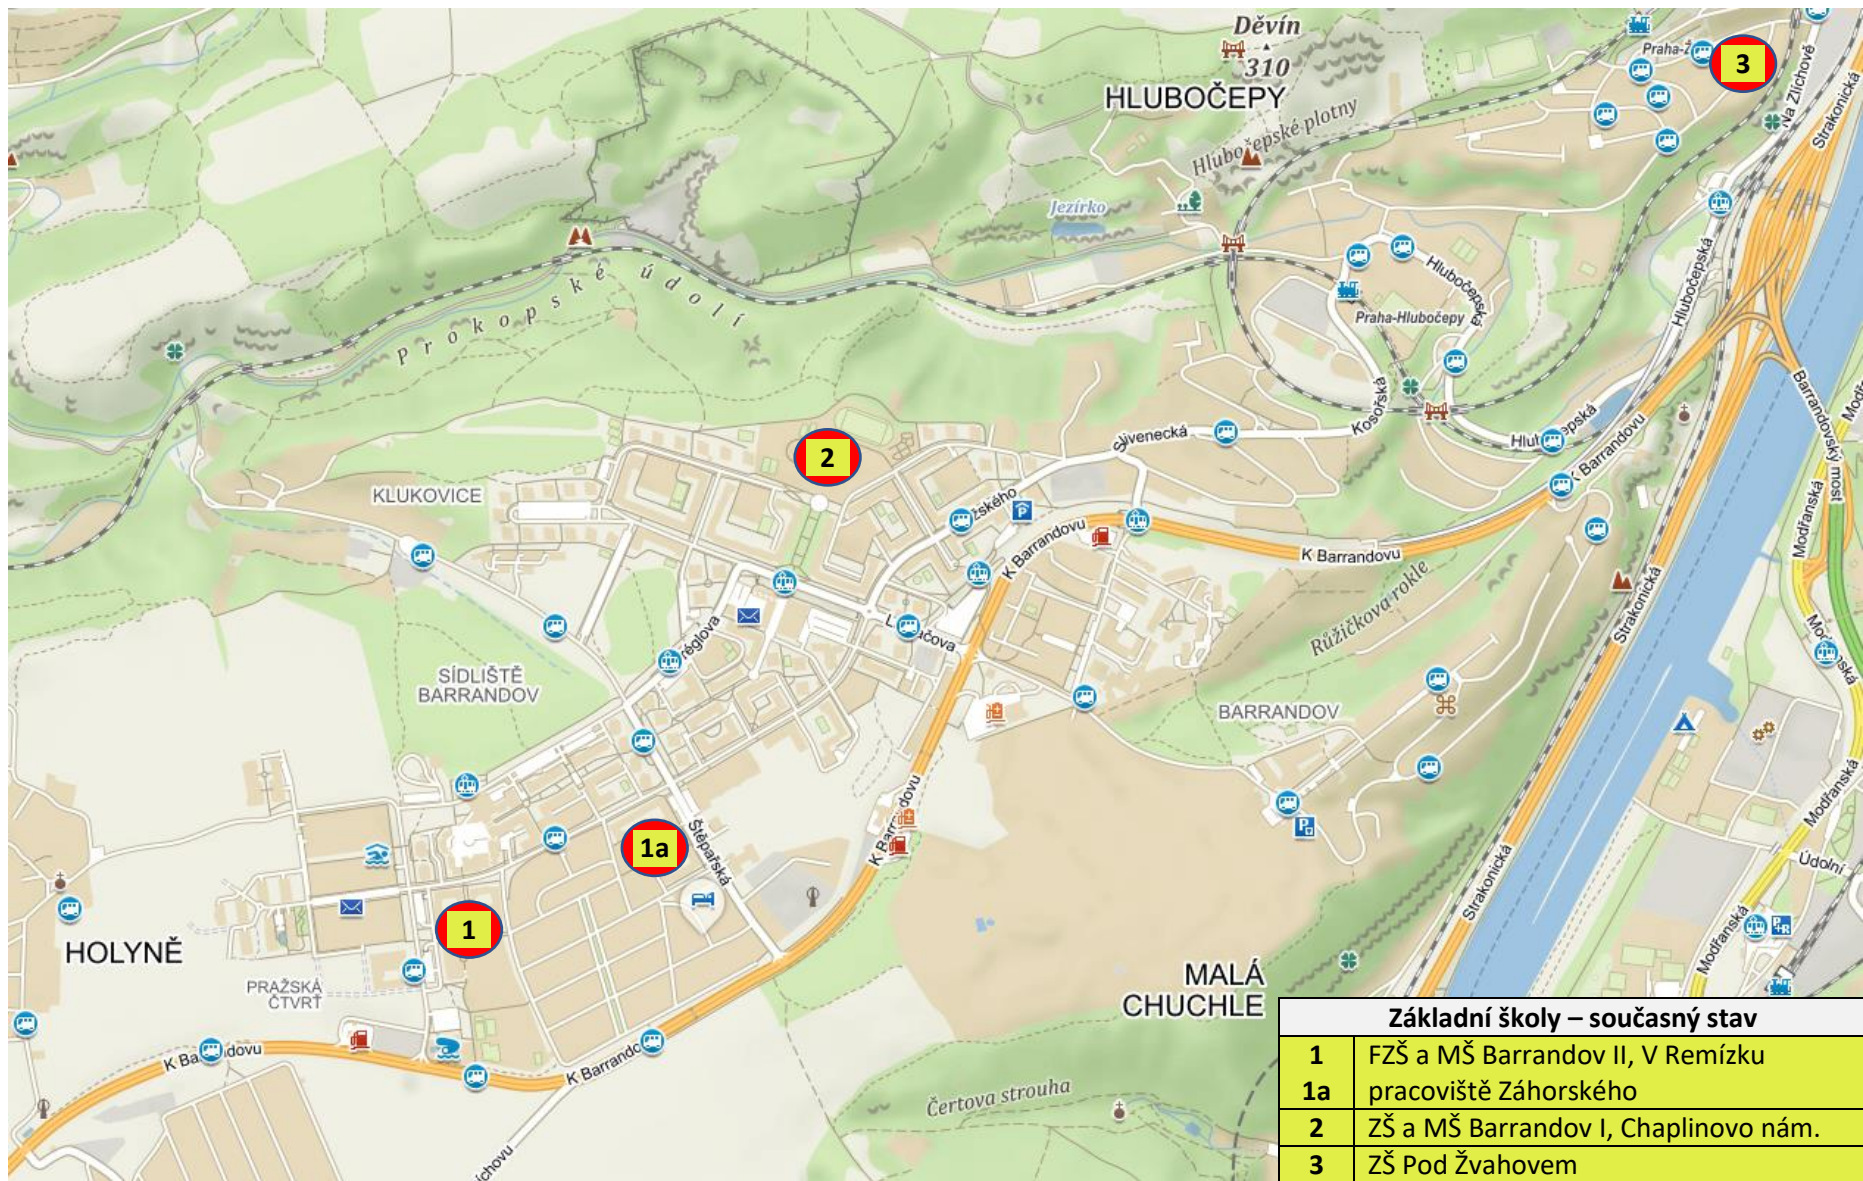 Děvín
310
Praha-Ž
3
HLUBOČEPY
Na Zlíchově
Strakonická
Hlubočepské plotny
Jezírko
Hlubočepská
Hlubočepská
Prokopské údolí
Praha-Hlubočepy
Kosořská
Barrandovský most
Slivenecká
K Barrandovu
2
KLUKOVICE
K Barrandovu
K Barrandovu
Modřanská
Růžičkova rokle
Strakonická
Strakonická
SÍDLIŠTĚ
BARRANDOV
BARRANDOV
Modřanská
Štěpařská
1a
Údolní
Strakonická
Modřanská
1
HOLYNĚ
PRAŽSKÁ
ČTVRŤ
MALÁ
CHUCHLE
P+R
Čertova strouha
Základní školy – současný stav
1 FZŠ a MŠ Barrandov II, V Remízku
1a pracoviště Záhorského
2 ZŠ a MŠ Barrandov I, Chaplinovo nám.
3 ZŠ Pod Žvahovem